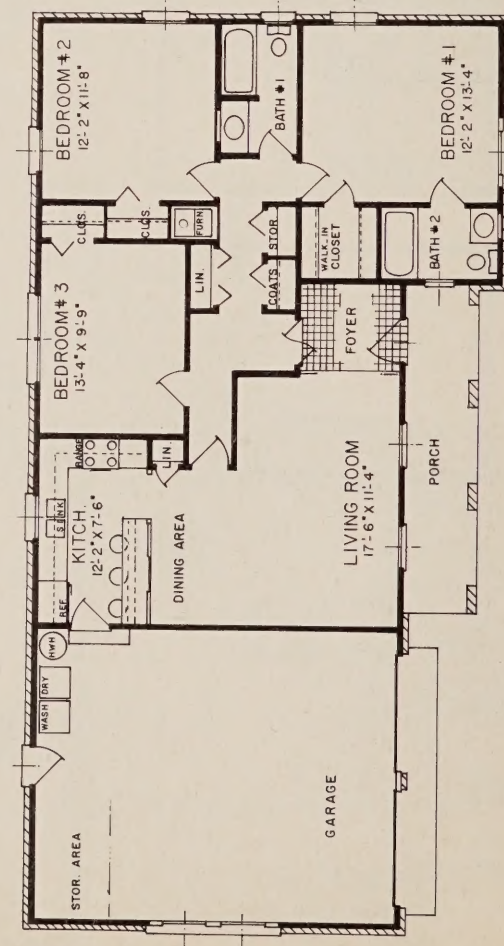 BEDROOM #2
12'-2" X 11'-8"
BATH #1
BEDROOM #1
12'-2" X 13'-4"
CLOS.
CLOS.
FURN.
STOR
WALK-IN
CLOSET
BATH #2
LIN.
COATS
BEDROOM #3
13'-4" X 9'-9"
FOYER
RANGE
LIN.
SINK
KITCH.
12'-2" X 7'-6"
REF.
DINING AREA
LIVING ROOM
17'-6" X 11'-4"
PORCH
HWH
DRY
WASH
STOR. AREA
GARAGE